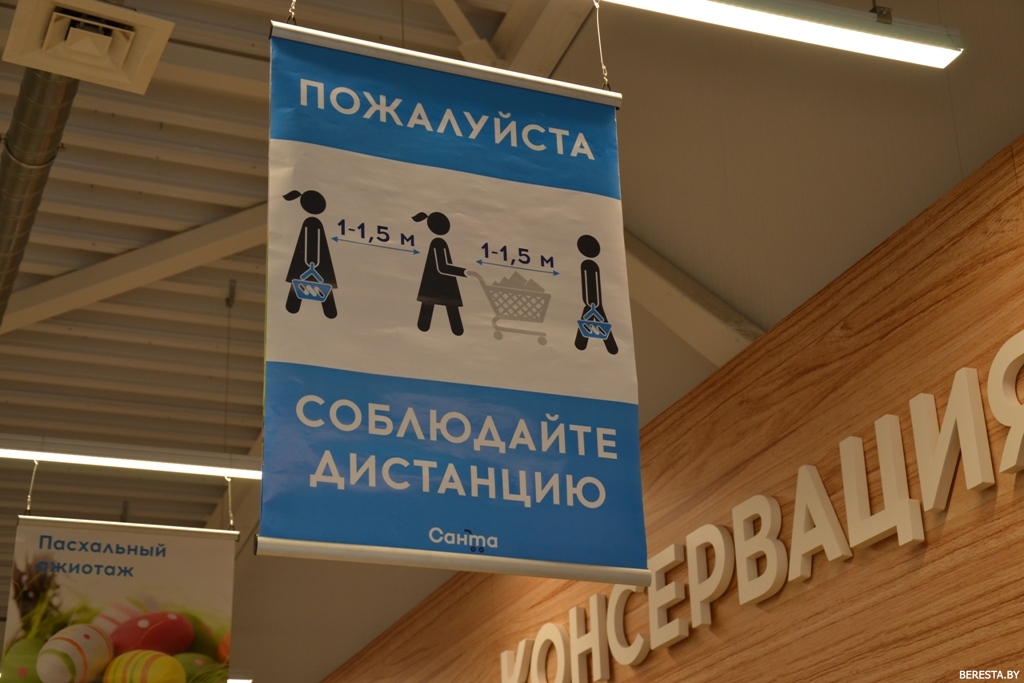 ПОЖАЛУЙСТА
1-1,5 м
1-1,5 м
СОБЛЮДАЙТЕ
ДИСТАНЦИЮ
Санта
Пасхальный
ажиотаж
КОНСЕРВАЦИЯ
BERESTA.BY